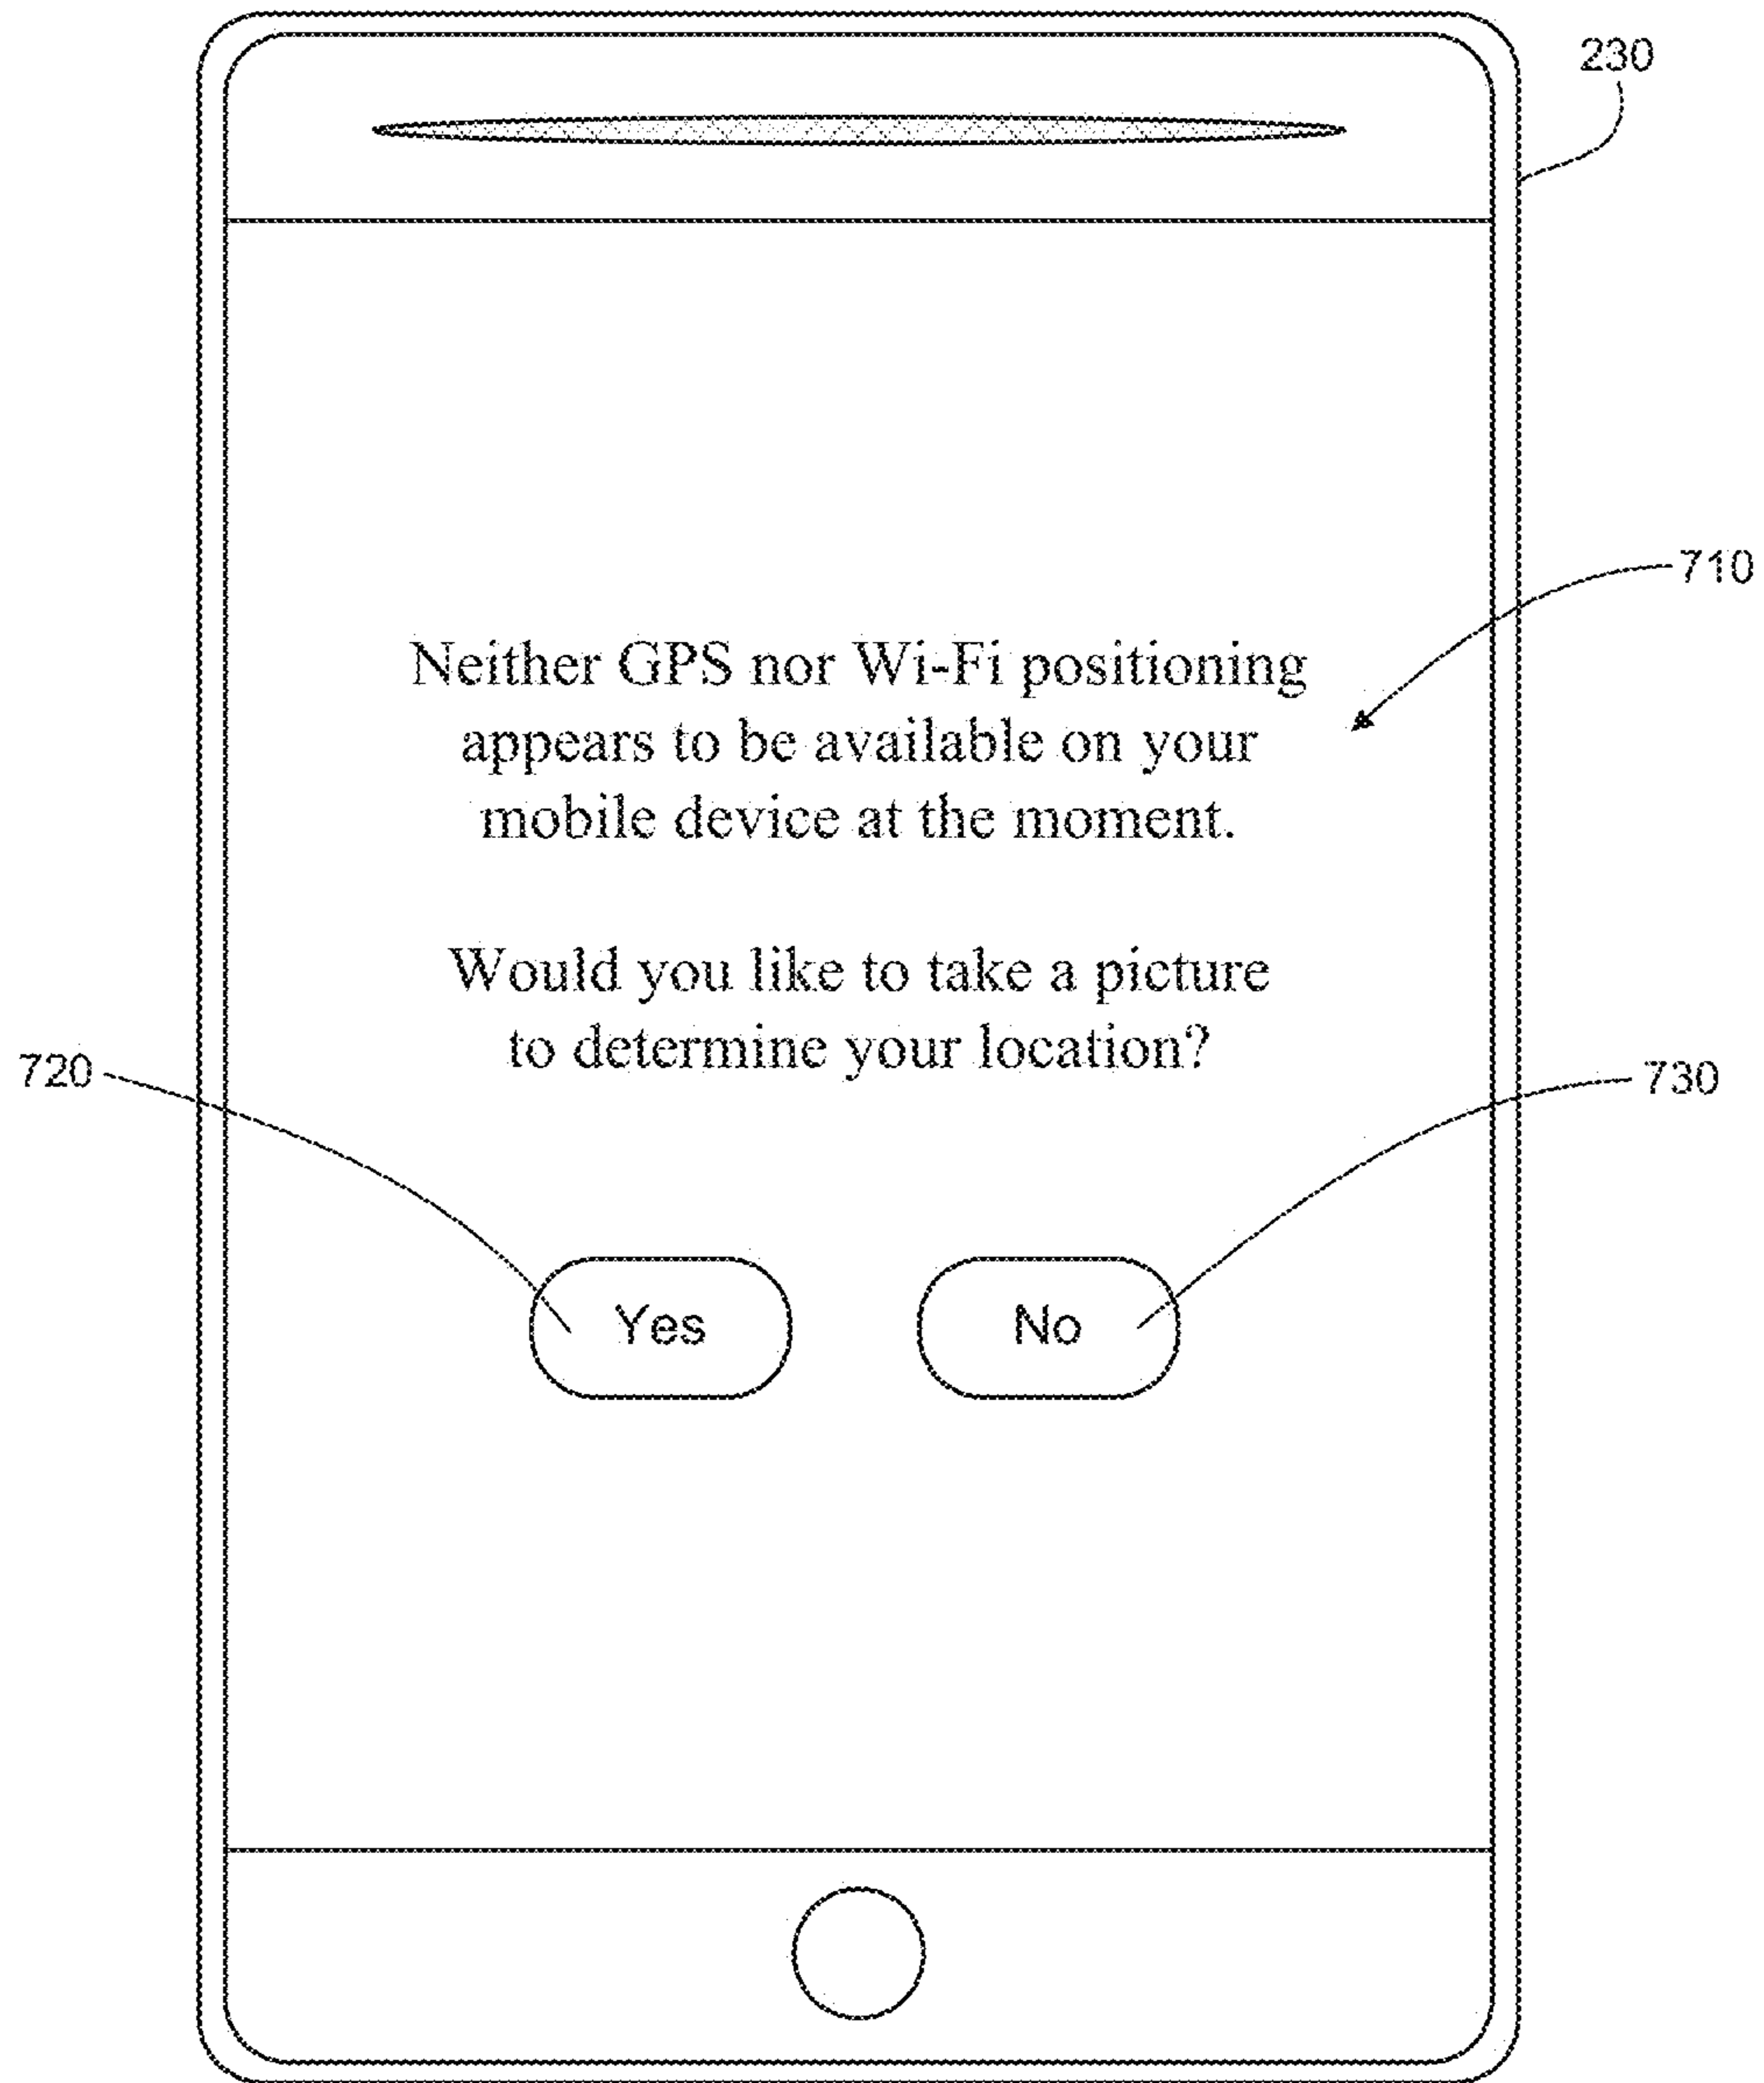 230
710
Neither GPS nor Wi-Fi positioning
appears to be available on your
mobile device at the moment.
Would you like to take a picture
to determine your location?
720
730
Yes
No